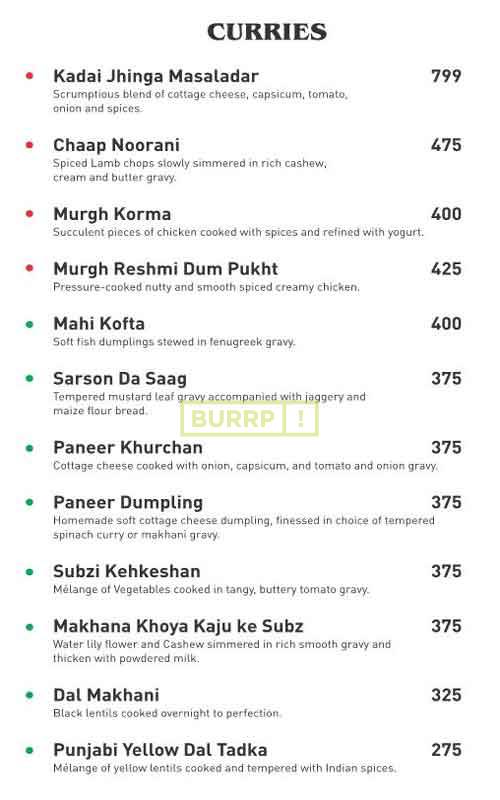 CURRIES
Kadai Jhinga Masaladar 799
Scrumptious blend of cottage cheese, capsicum, tomato,
onion and spices.
Chaap Noorani 475
Spiced Lamb chops slowly simmered in rich cashew,
cream and butter gravy.
Murgh Korma 400
Succulent pieces of chicken cooked with spices and refined with yogurt.
Murgh Reshmi Dum Pukht 425
Pressure-cooked nutty and smooth spiced creamy chicken.
Mahi Kofta 400
Soft fish dumplings stewed in fenugreek gravy.
Sarson Da Saag 375
Tempered mustard leaf gravy accompanied with jaggery and
maize flour bread.
BURRP !
Paneer Khurchan 375
Cottage cheese cooked with onion, capsicum, and tomato and onion gravy.
Paneer Dumpling 375
Homemade soft cottage cheese dumpling, finessed in choice of tempered
spinach curry or makhani gravy.
Subzi Kehkeshan 375
Mélange of Vegetables cooked in tangy, buttery tomato gravy.
Makhana Khoya Kaju ke Subz 375
Water lily flower and Cashew simmered in rich smooth gravy and
thicken with powdered milk.
Dal Makhani 325
Black lentils cooked overnight to perfection.
Punjabi Yellow Dal Tadka 275
Mélange of yellow lentils cooked and tempered with Indian spices.